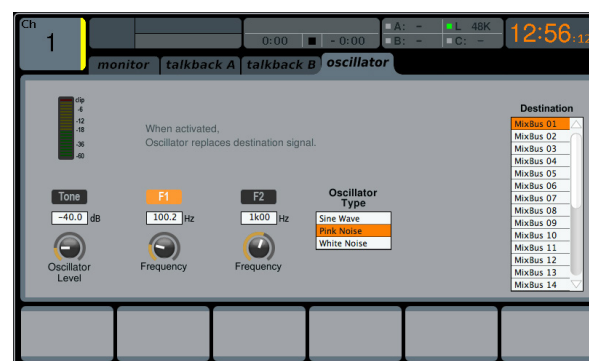 Ch
1
0:00 - 0:00
A: - L 48K
B: - C: -
12:56:12
monitor talkback A talkback B oscillator
clip
-6
-12
-18
-36
-60
When activated,
Oscillator replaces destination signal.
Tone F1 F2
-40.0 dB 100.2 Hz 1k00 Hz
Oscillator
Level
Frequency Frequency
Oscillator
Type
Sine Wave
Pink Noise
White Noise
Destination
MixBus 01
MixBus 02
MixBus 03
MixBus 04
MixBus 05
MixBus 06
MixBus 07
MixBus 08
MixBus 09
MixBus 10
MixBus 11
MixBus 12
MixBus 13
MixBus 14